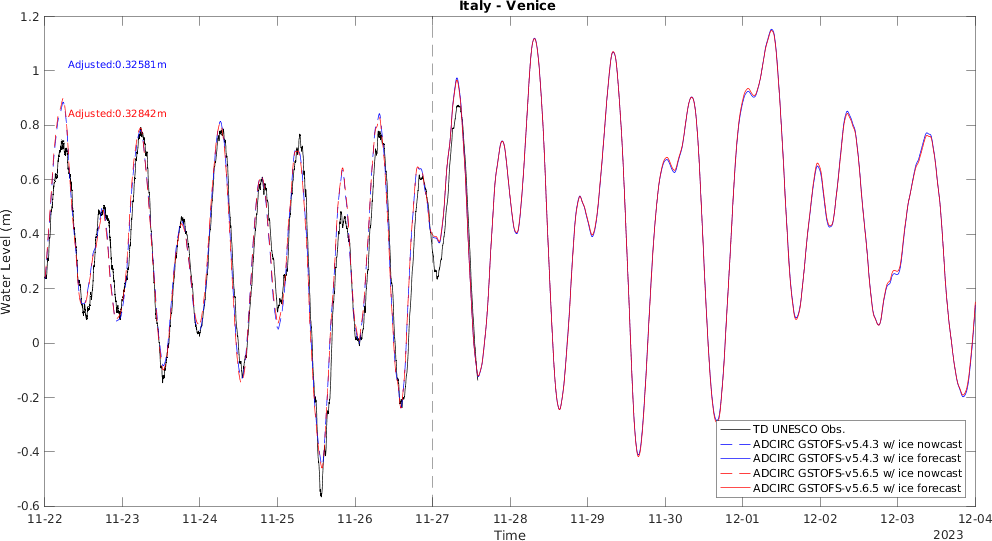 Italy - Venice
1.2
1
0.8
0.6
0.4
0.2
0
-0.2
-0.4
-0.6
Water Level (m)
Adjusted:0.32581m
Adjusted:0.32842m
TD UNESCO Obs.
ADCIRC GSTOFS-v5.4.3 w/ ice nowcast
ADCIRC GSTOFS-v5.4.3 w/ ice forecast
ADCIRC GSTOFS-v5.6.5 w/ ice nowcast
ADCIRC GSTOFS-v5.6.5 w/ ice forecast
11-22 11-23 11-24 11-25 11-26 11-27 11-28 11-29 11-30 12-01 12-02 12-03 12-04
Time
2023